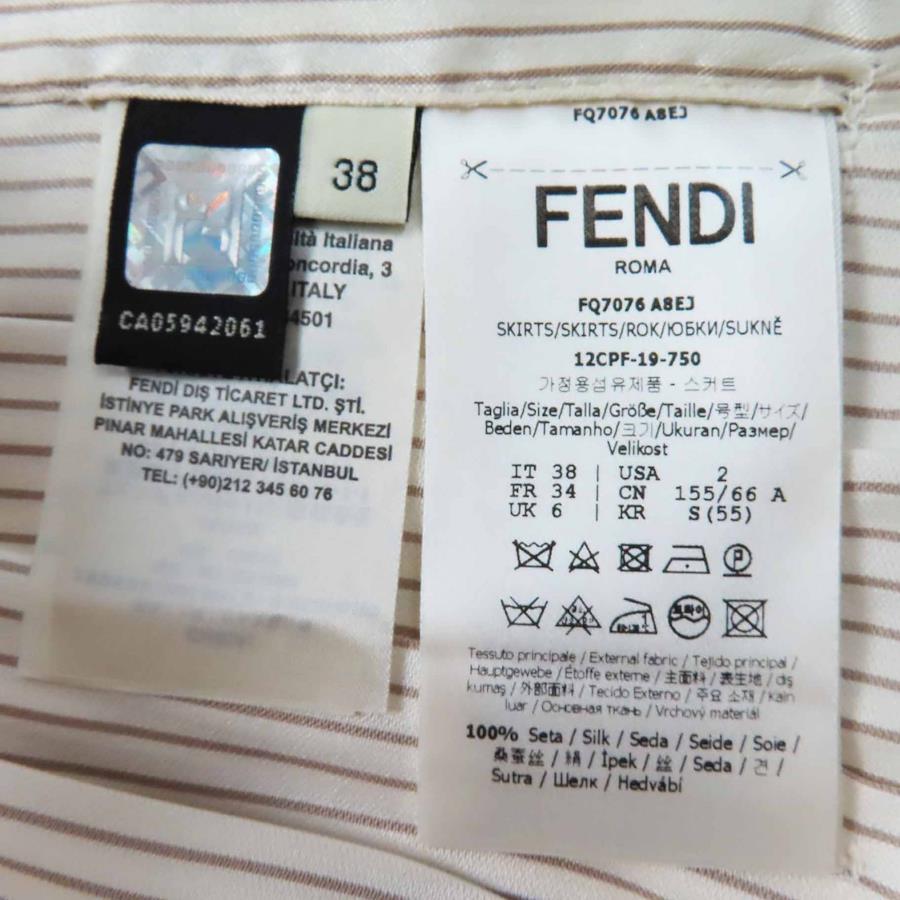 38
CA05942061
ltà Italiana
oncordia, 3
ITALY
4501
ALATÇI:
FENDİ DIŞ TİCARET LTD. ŞTİ.
İSTİNYE PARK ALIŞVERİŞ MERKEZİ
PINAR MAHALLESİ KATAR CADDESİ
NO: 479 SARIYER/ İSTANBUL
TEL: (+90)212 345 60 76
FQ7076 A8EJ
FENDI
ROMA
FQ7076 A8EJ
SKIRTS/SKIRTS/ROK/ЮБКИ/SUKNĚ
12CPF-19-750
가정용섬유제품 - 스커트
Taglia/Size/Talla/Größe/Taille/号型/サイズ/
Beden/Tamanho/크기/Ukuran/Размер/
Velikost
IT 38 | USA 2
FR 34 | CN 155/66 A
UK 6 | KR S(55)
P
드라이
Tessuto principale / External fabric / Tejido principal /
Hauptgewebe / Étoffe externe / 主面料 / 表生地 / dış
kumaş / 外部面料 / Tecido Externo / 주요 소재 / kain
luar / Основная ткань / Vrchový materiál
100% Seta / Silk / Seda / Seide / Soie /
桑蚕丝 / 絹 / İpek / 丝 / Seda / 견 /
Sutra / Шелк / Hedvábí